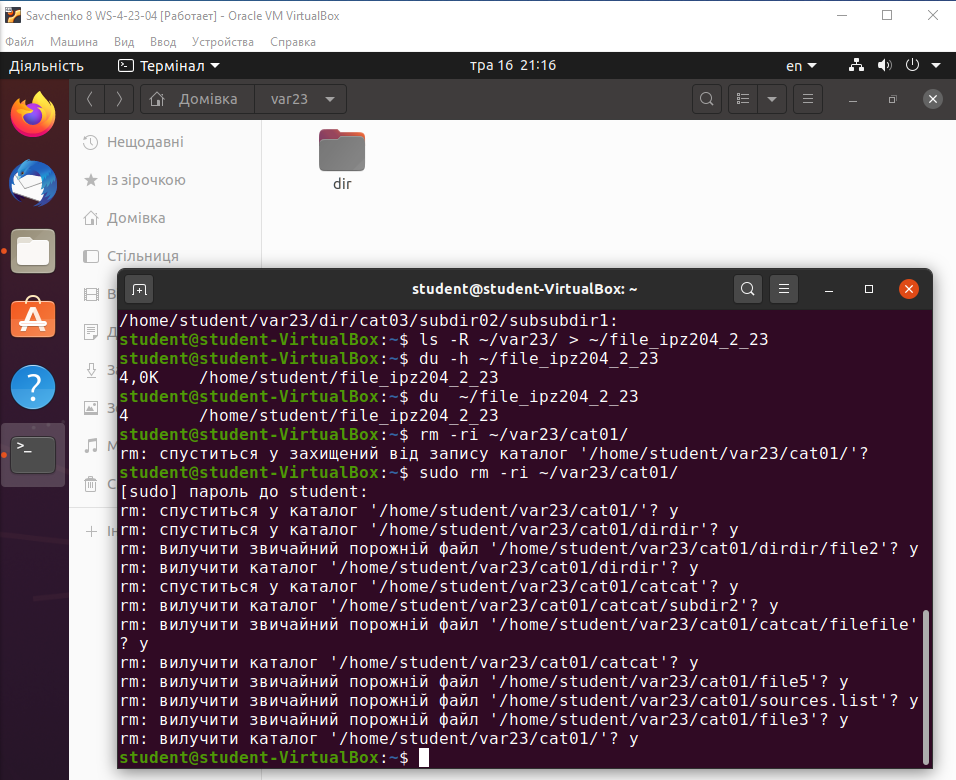 Savchenko 8 WS-4-23-04 [Работает] - Oracle VM VirtualBox
Файл Машина Вид Ввод Устройства Справка
Діяльність Термінал тра 16 21:16 en
Домівка var23
Нещодавні
Із зірочкою
Домівка
Стільниця
dir
student@student-VirtualBox: ~
/home/student/var23/dir/cat03/subdir02/subsubdir1:
student@student-VirtualBox:~$ ls -R ~/var23/ > ~/file_ipz204_2_23
student@student-VirtualBox:~$ du -h ~/file_ipz204_2_23
4,0K    /home/student/file_ipz204_2_23
student@student-VirtualBox:~$ du  ~/file_ipz204_2_23
4       /home/student/file_ipz204_2_23
student@student-VirtualBox:~$ rm -ri ~/var23/cat01/
rm: спуститься у захищений від запису каталог '/home/student/var23/cat01/'?
student@student-VirtualBox:~$ sudo rm -ri ~/var23/cat01/
[sudo] пароль до student:
rm: спуститься у каталог '/home/student/var23/cat01/'? y
rm: спуститься у каталог '/home/student/var23/cat01/dirdir'? y
rm: вилучити звичайний порожній файл '/home/student/var23/cat01/dirdir/file2'? y
rm: вилучити каталог '/home/student/var23/cat01/dirdir'? y
rm: спуститься у каталог '/home/student/var23/cat01/catcat'? y
rm: вилучити каталог '/home/student/var23/cat01/catcat/subdir2'? y
rm: вилучити звичайний порожній файл '/home/student/var23/cat01/catcat/filefile'
? y
rm: вилучити каталог '/home/student/var23/cat01/catcat'? y
rm: вилучити звичайний порожній файл '/home/student/var23/cat01/file5'? y
rm: вилучити звичайний порожній файл '/home/student/var23/cat01/sources.list'? y
rm: вилучити звичайний порожній файл '/home/student/var23/cat01/file3'? y
rm: вилучити каталог '/home/student/var23/cat01/'? y
student@student-VirtualBox:~$